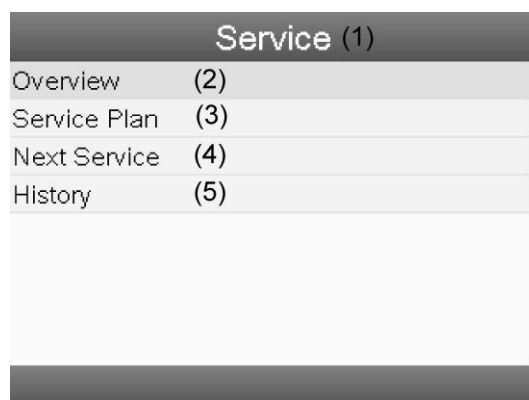 Service (1)
Overview (2)
Service Plan (3)
Next Service (4)
History (5)